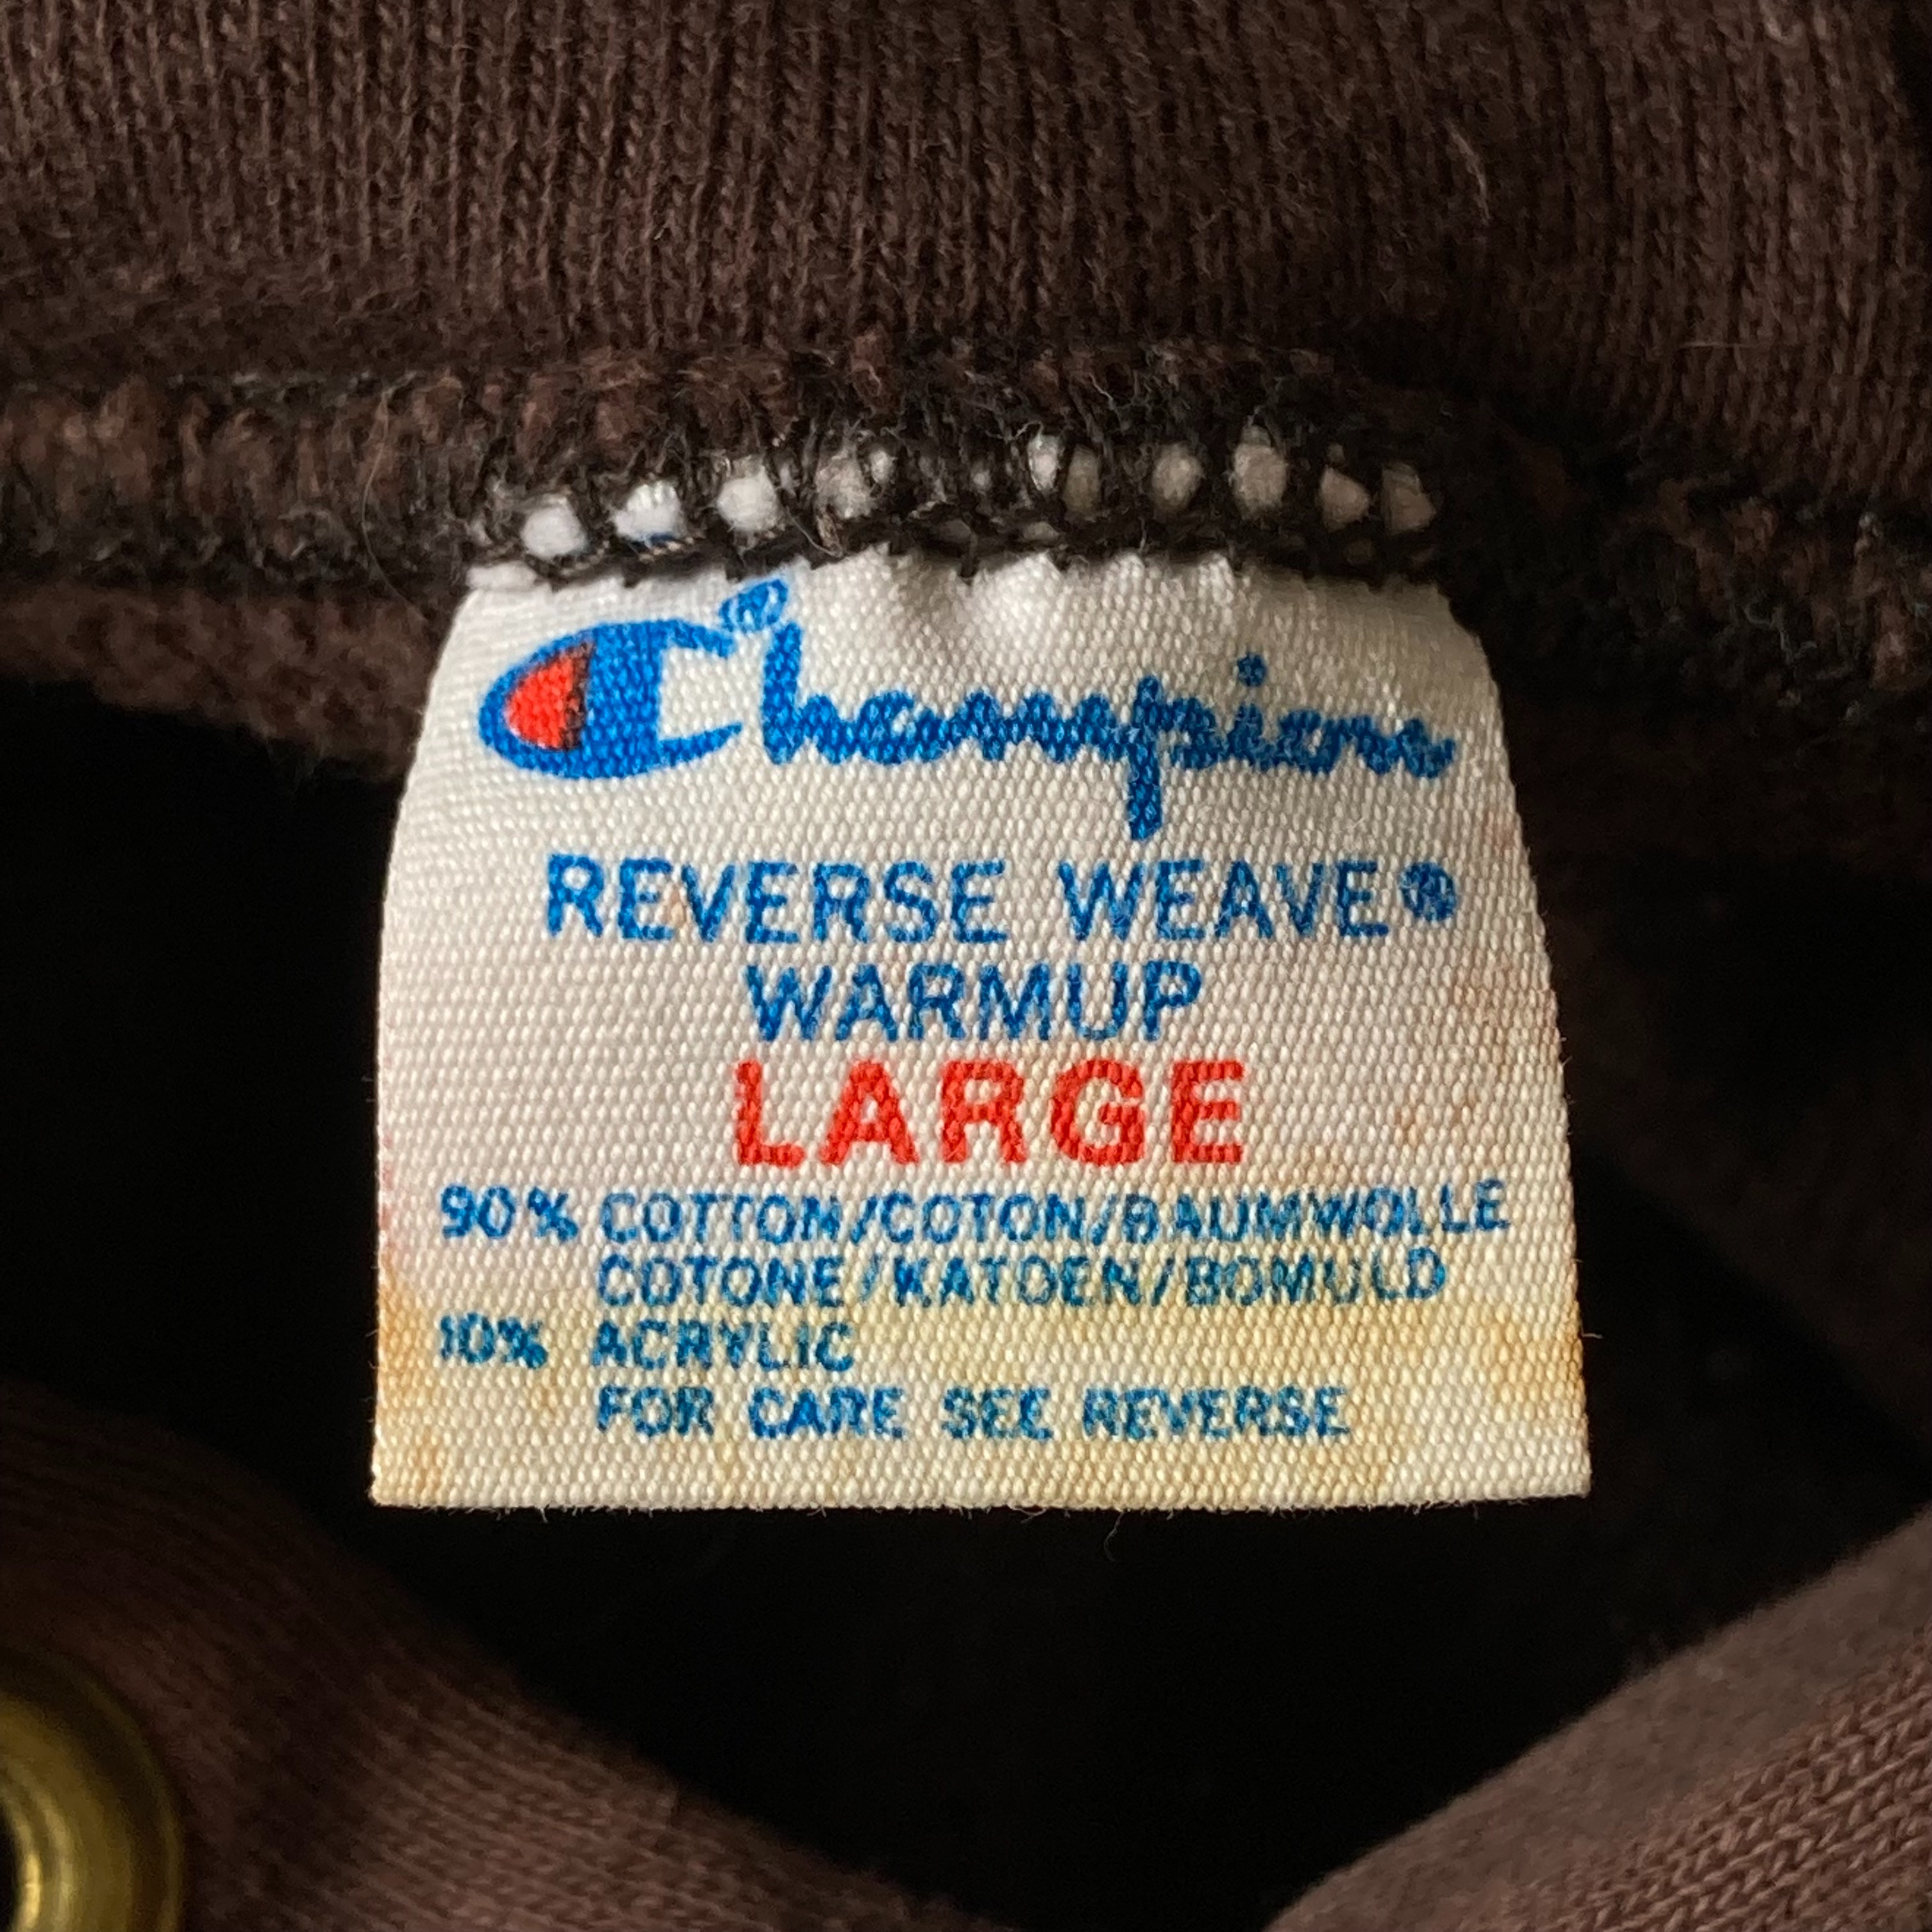 Champion®
REVERSE WEAVE®
WARMUP
LARGE
90% COTTON/COTON/BAUMWOLLE
COTONE/KATOEN/BOMULD
10% ACRYLIC
FOR CARE SEE REVERSE